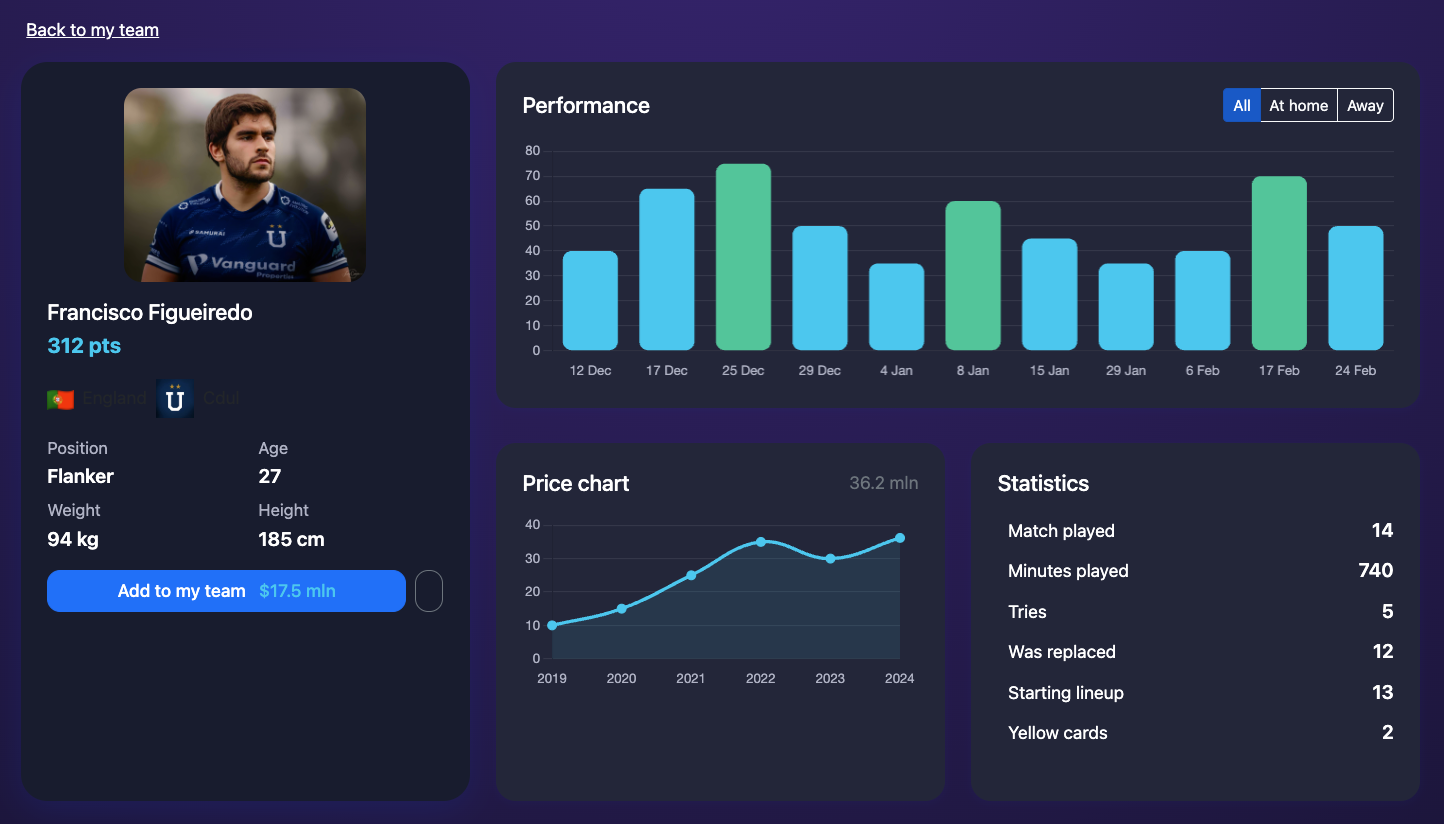 Back to my team
SAMURAI
Vanguard
Properties
Francisco Figueiredo
312 pts
England Cdul
Position Age
Flanker 27
Weight Height
94 kg 185 cm
Add to my team $17.5 mln
Performance
All At home Away
80
70
60
50
40
30
20
10
0
12 Dec 17 Dec 25 Dec 29 Dec 4 Jan 8 Jan 15 Jan 29 Jan 6 Feb 17 Feb 24 Feb
Price chart 36.2 mln
40
30
20
10
0
2019 2020 2021 2022 2023 2024
Statistics
Match played 14
Minutes played 740
Tries 5
Was replaced 12
Starting lineup 13
Yellow cards 2